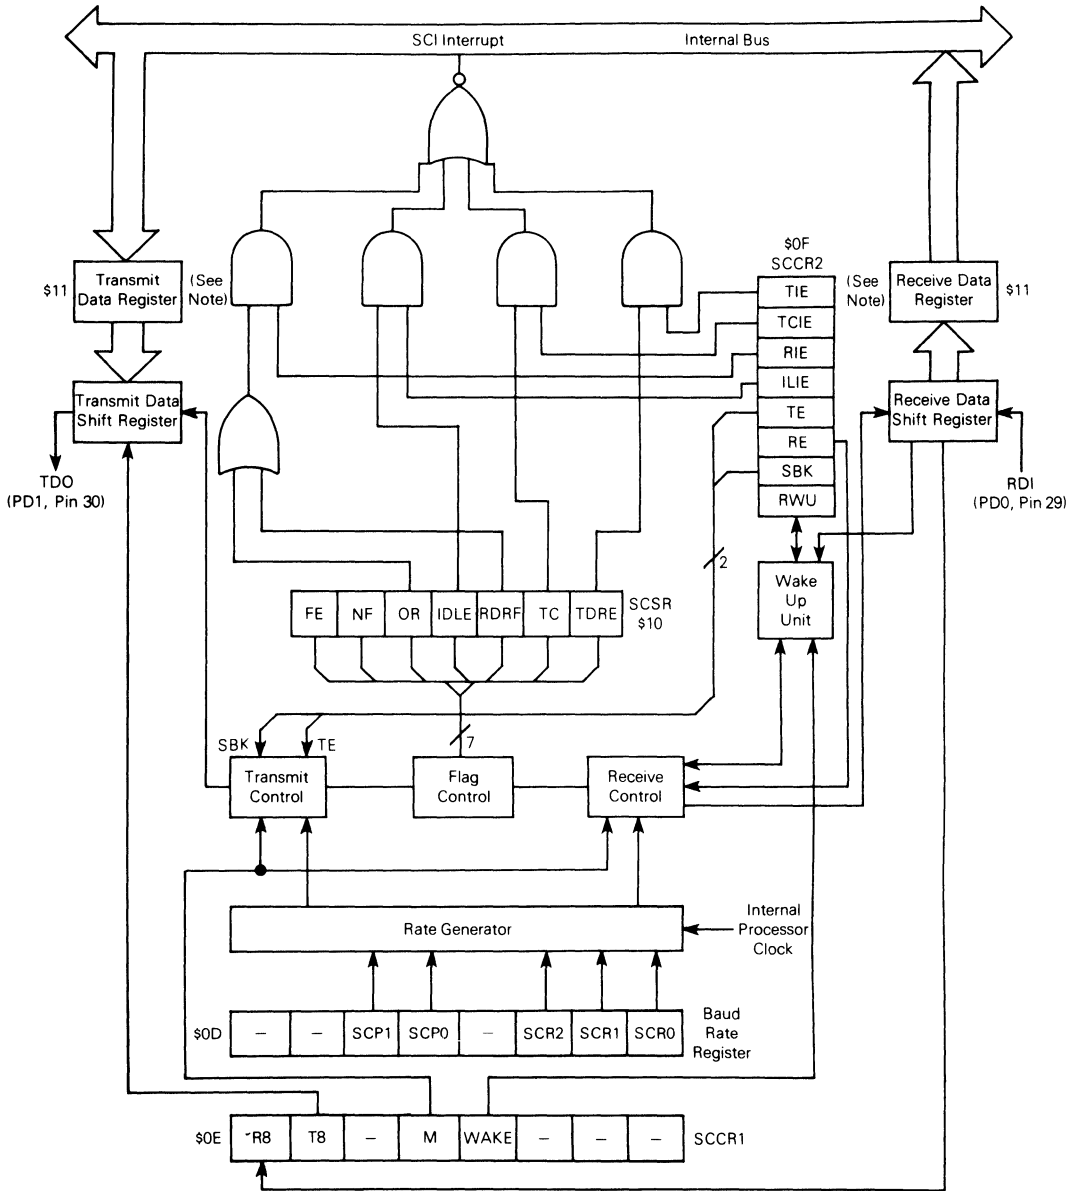 SCI Interrupt
Internal Bus
$0F
SCCR2
$11
Transmit
Data Register
(See
Note)
TIE
TCIE
RIE
ILIE
TE
RE
SBK
RWU
(See
Note)
Receive Data
Register
$11
Transmit Data
Shift Register
Receive Data
Shift Register
TDO
(PD1, Pin 30)
RDI
(PD0, Pin 29)
2
Wake
Up
Unit
FE
NF
OR
IDLE
RDRF
TC
TDRE
SCSR
$10
SBK
TE
7
Transmit
Control
Flag
Control
Receive
Control
Rate Generator
Internal
Processor
Clock
$0D
–
–
SCP1
SCP0
–
SCR2
SCR1
SCR0
Baud
Rate
Register
$0E
R8
T8
–
M
WAKE
–
–
–
SCCR1